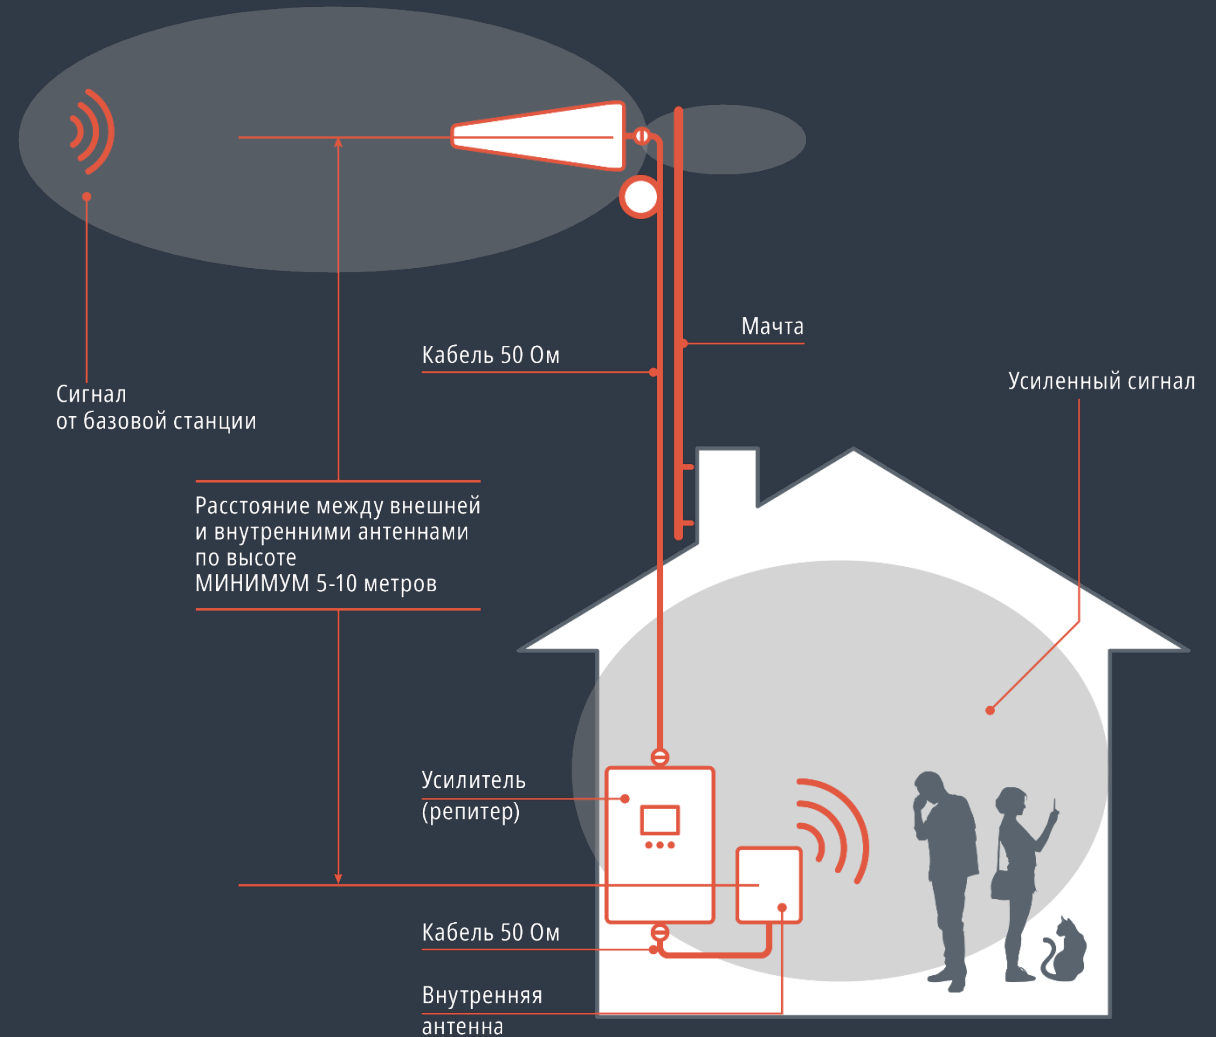 Мачта
Кабель 50 Ом
Усиленный сигнал
Сигнал
от базовой станции
Расстояние между внешней
и внутренними антеннами
по высоте
МИНИМУМ 5-10 метров
Усилитель
(репитер)
Кабель 50 Ом
Внутренняя
антенна